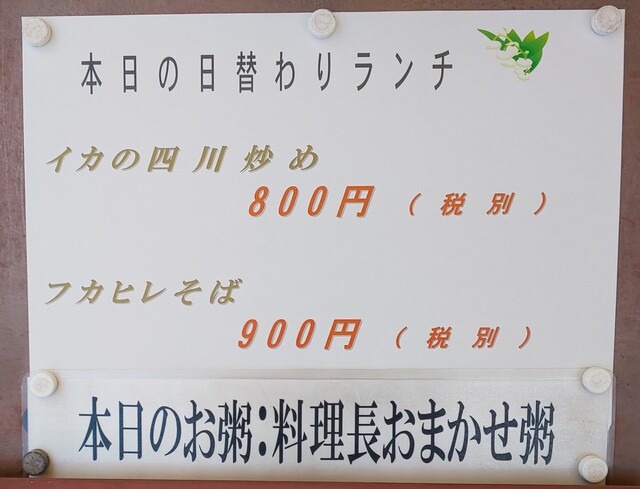 本日の日替わりランチ
イカの四川炒め
800円（税別）
フカヒレそば
900円（税別）
本日のお粥：料理長おまかせ粥